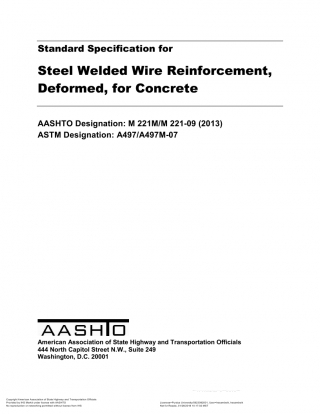 Standard Specification for
Steel Welded Wire Reinforcement,
Deformed, for Concrete
AASHTO Designation: M 221M/M 221-09 (2013)
ASTM Designation: A497/A497M-07
AASHTO
American Association of State Highway and Transportation Officials
444 North Capitol Street N.W., Suite 249
Washington, D.C. 20001